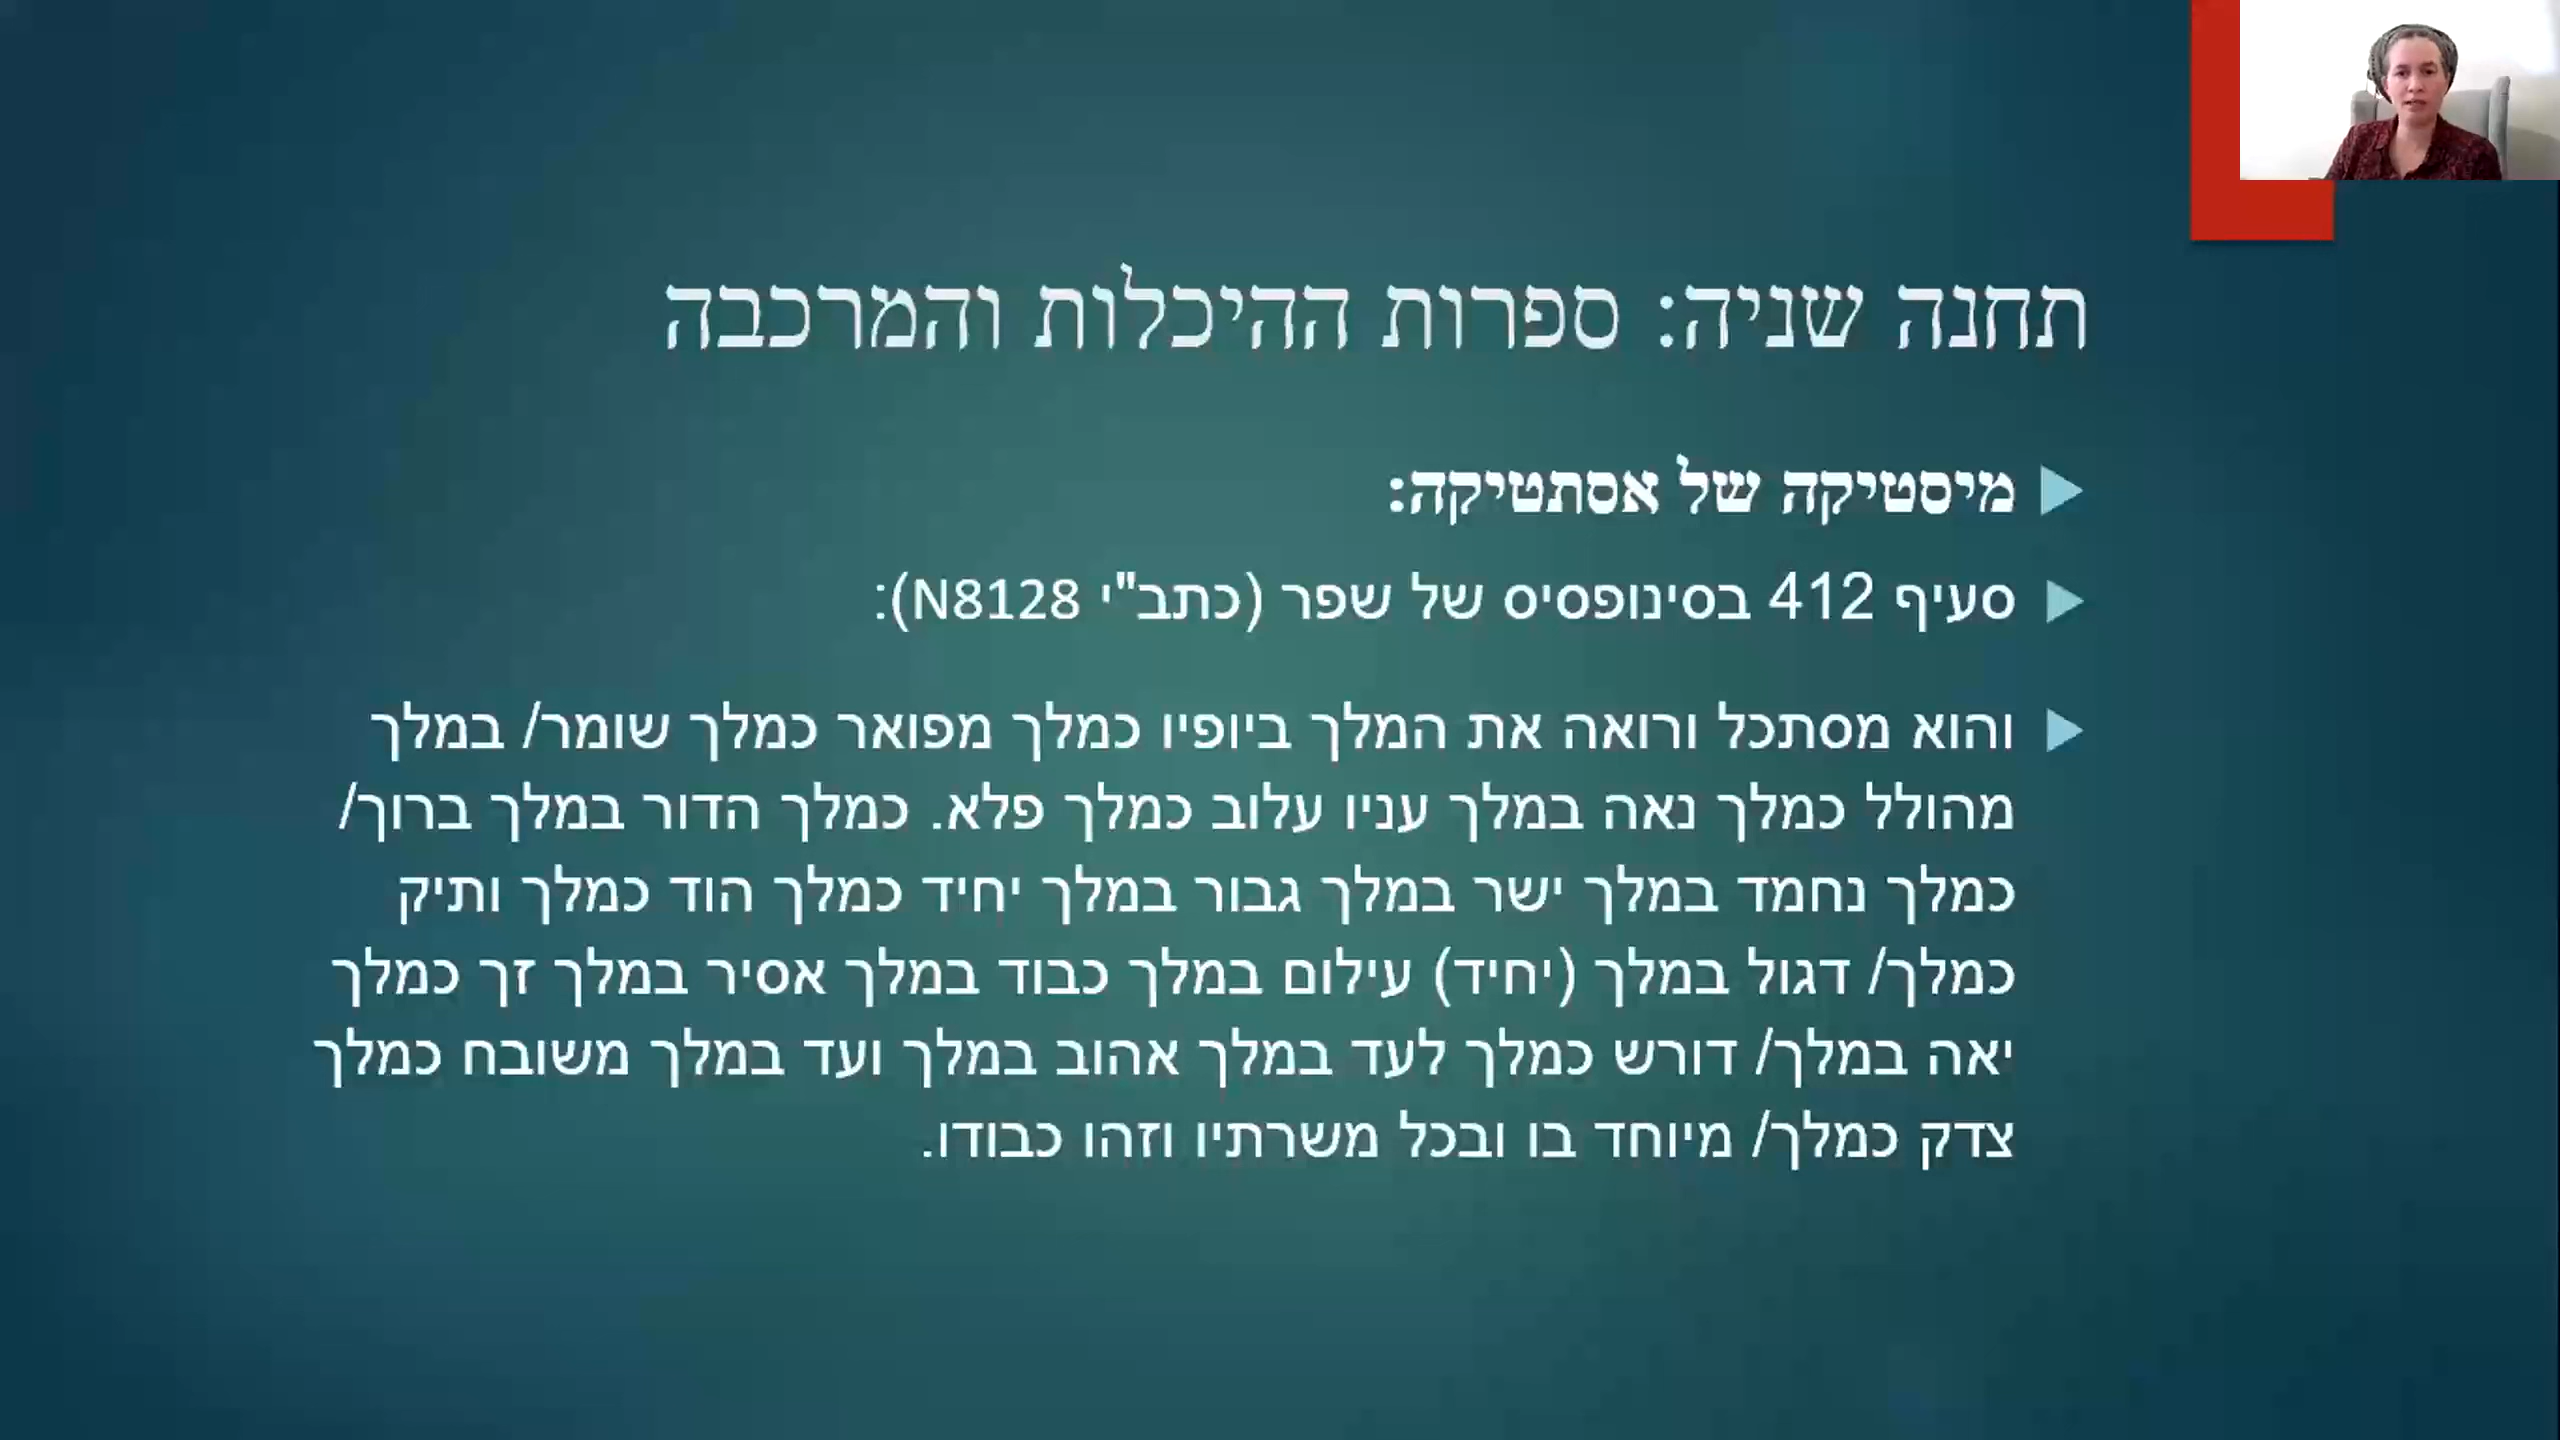 תחנה שניה: ספרות ההיכלות והמרכבה
מיסטיקה של אסתטיקה:
סעיף 412 בסינופסיס של שפר (כתב"י N8128):
והוא מסתכל ורואה את המלך ביופיו כמלך מפואר כמלך שומר/ במלך
מהולל כמלך נאה במלך עניו עלוב כמלך פלא. כמלך הדור במלך ברוך/
כמלך נחמד במלך ישר במלך גבור במלך יחיד כמלך הוד כמלך ותיק
כמלך/ דגול במלך (יחיד) עילום במלך כבוד במלך אסיר במלך זך כמלך
יאה במלך/ דורש כמלך לעד במלך אהוב במלך ועד במלך משובח כמלך
צדק כמלך/ מיוחד בו ובכל משרתיו וזהו כבודו.